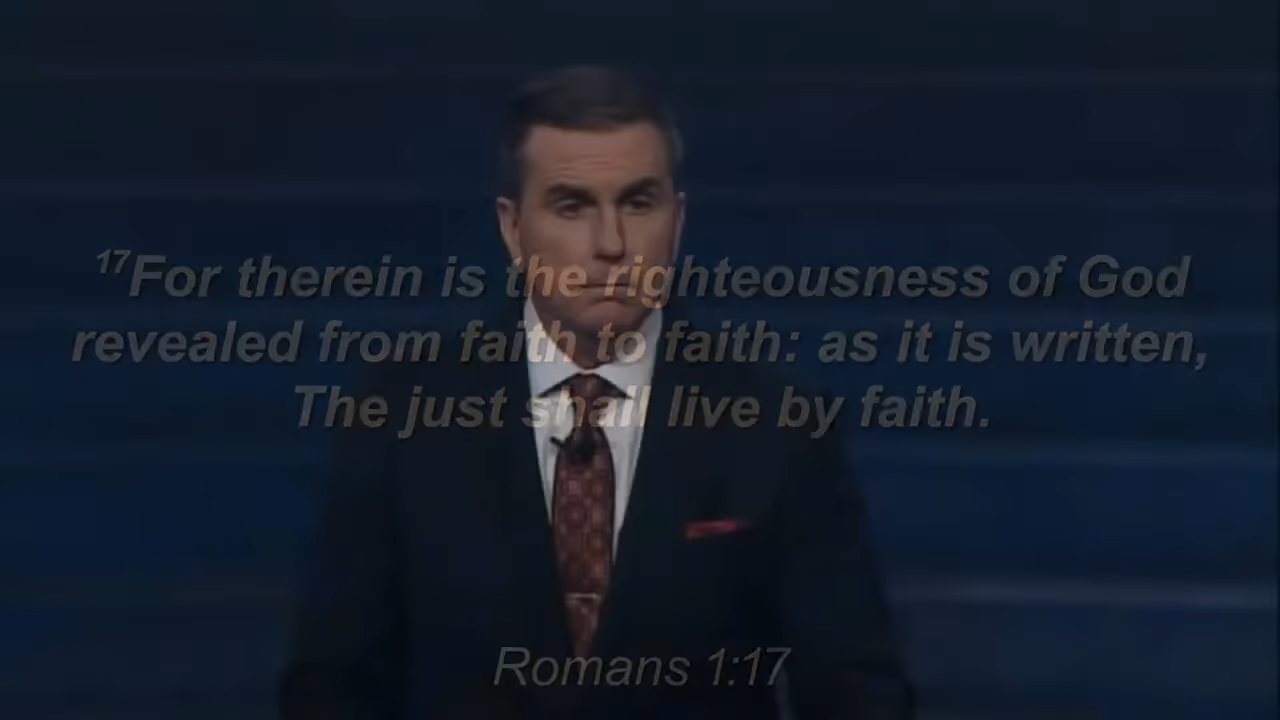 ¹⁷For therein is the righteousness of God
revealed from faith to faith: as it is written,
The just shall live by faith.
Romans 1:17